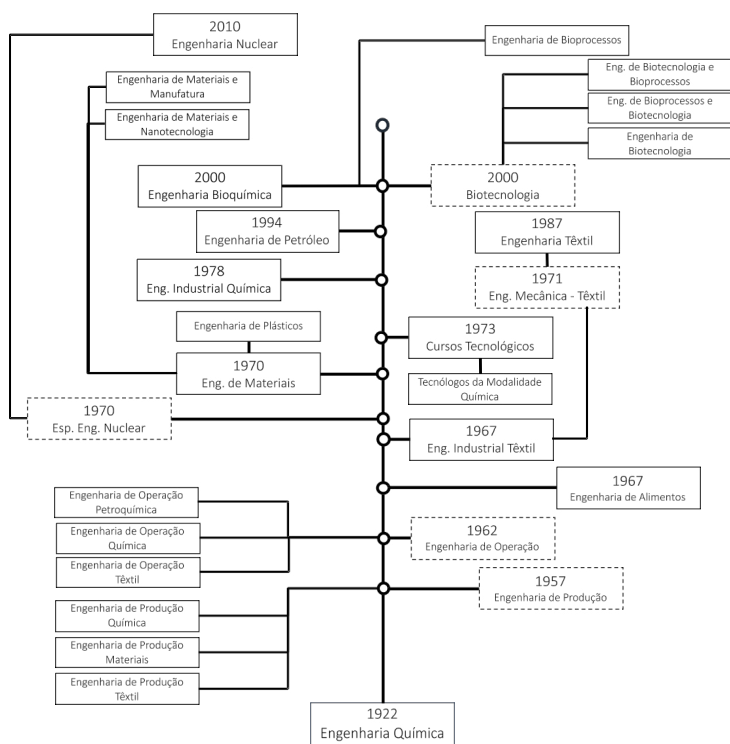 2010
Engenharia Nuclear
Engenharia de Bioprocessos
Engenharia de Materiais e
Manufatura
Eng. de Biotecnologia e
Bioprocessos
Engenharia de Materiais e
Nanotecnologia
Eng. de Bioprocessos e
Biotecnologia
Engenharia de
Biotecnologia
2000
Engenharia Bioquímica
2000
Biotecnologia
1994
Engenharia de Petróleo
1987
Engenharia Têxtil
1978
Eng. Industrial Química
1971
Eng. Mecânica - Têxtil
Engenharia de Plásticos
1973
Cursos Tecnológicos
1970
Eng. de Materiais
Tecnólogos da Modalidade
Química
1970
Esp. Eng. Nuclear
1967
Eng. Industrial Têxtil
1967
Engenharia de Alimentos
Engenharia de Operação
Petroquímica
Engenharia de Operação
Química
Engenharia de Operação
Têxtil
1962
Engenharia de Operação
1957
Engenharia de Produção
Engenharia de Produção
Química
Engenharia de Produção
Materiais
Engenharia de Produção
Têxtil
1922
Engenharia Química